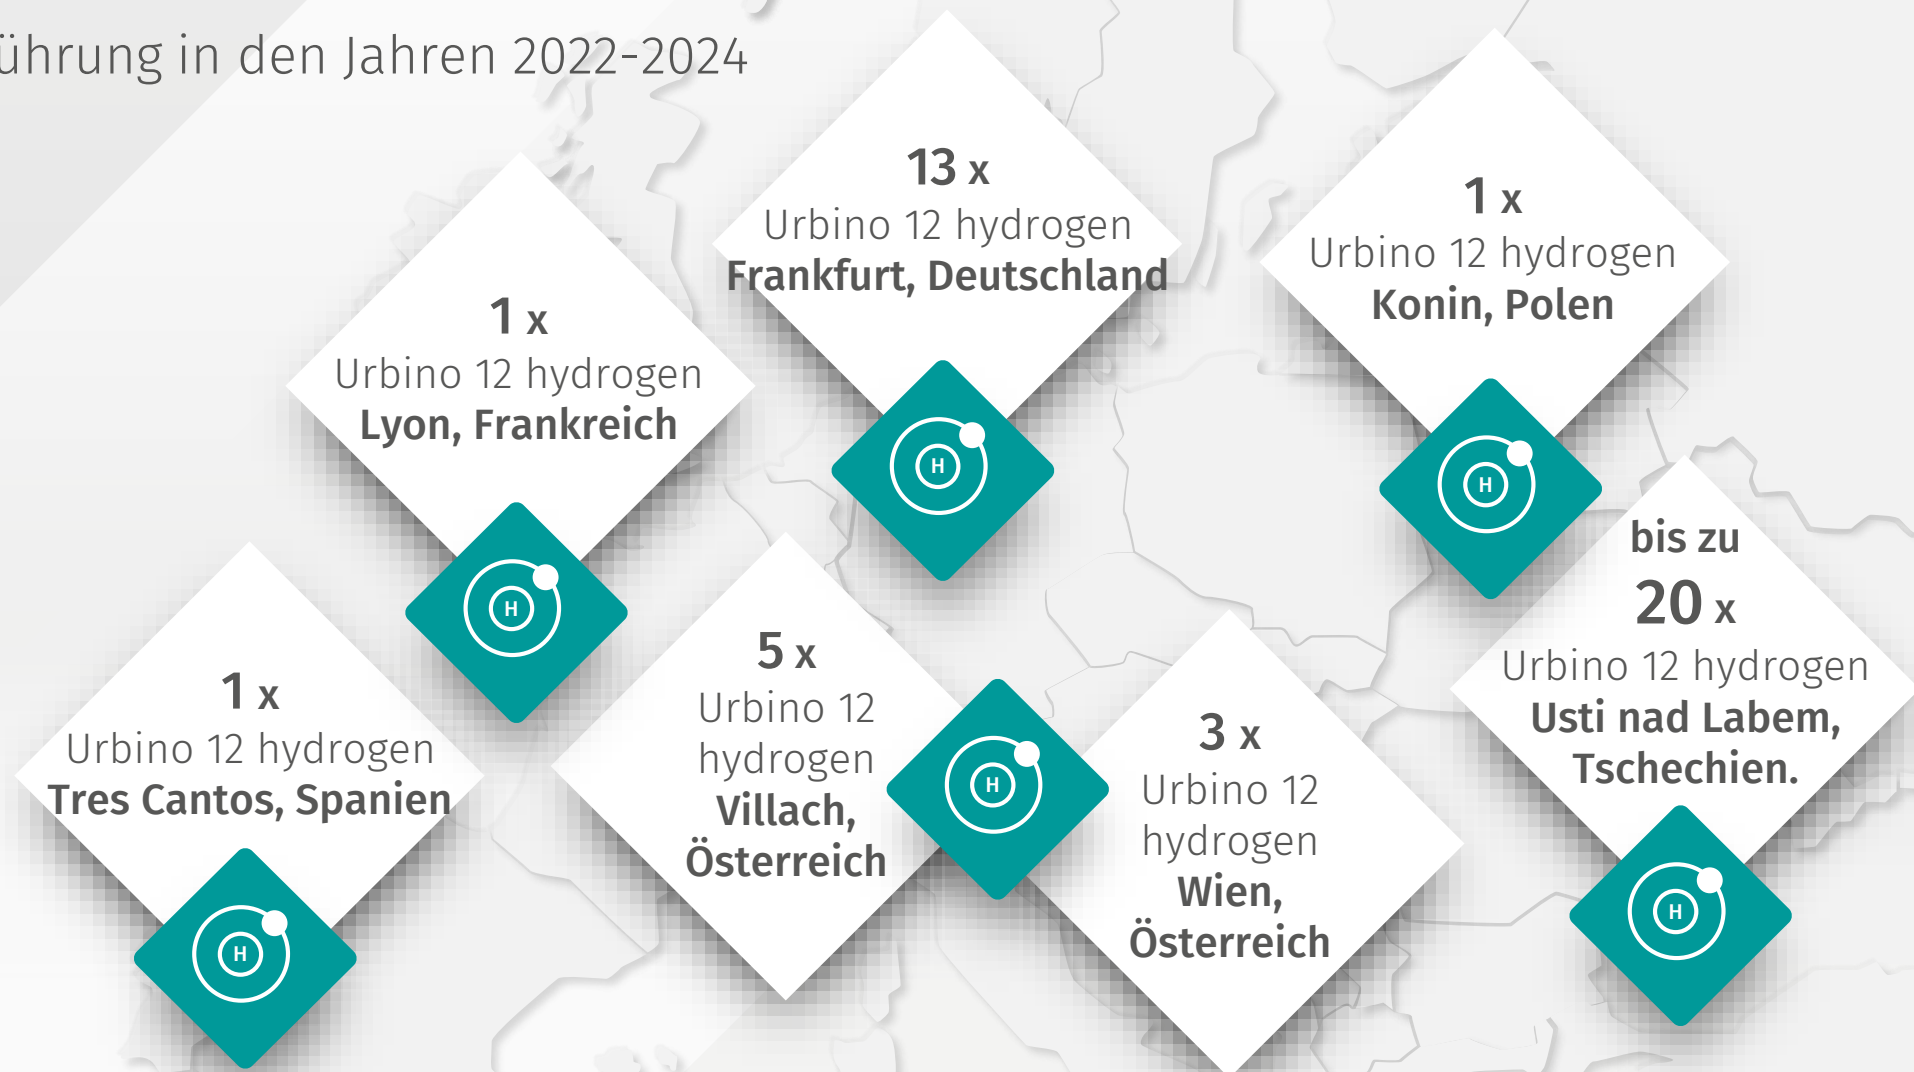 ührung in den Jahren 2022-2024
13 x
Urbino 12 hydrogen
Frankfurt, Deutschland
H
1 x
Urbino 12 hydrogen
Konin, Polen
H
1 x
Urbino 12 hydrogen
Lyon, Frankreich
H
bis zu
20 x
Urbino 12 hydrogen
Usti nad Labem,
Tschechien.
H
1 x
Urbino 12 hydrogen
Tres Cantos, Spanien
H
5 x
Urbino 12
hydrogen
Villach,
Österreich
H
3 x
Urbino 12
hydrogen
Wien,
Österreich